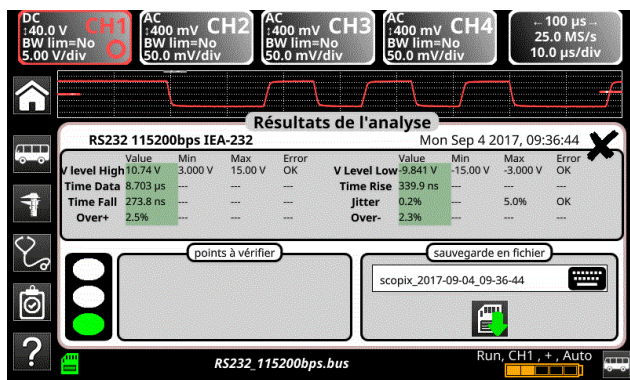 DC
↕40.0 V CH1
BW lim=No
5.00 V/div
AC
↕400 mV CH2
BW lim=No
50.0 mV/div
AC
↕400 mV CH3
BW lim=No
50.0 mV/div
AC
↕400 mV CH4
BW lim=No
50.0 mV/div
←100 µs→
25.0 MS/s
10.0 µs/div
Résultats de l'analyse
RS232 115200bps IEA-232 Mon Sep 4 2017, 09:36:44
Value Min Max Error Value Min Max Error
V level High 10.74 V 3.000 V 15.00 V OK V Level Low -9.841 V -15.00 V -3.000 V OK
Time Data 8.703 µs --- --- --- Time Rise 339.9 ns --- --- ---
Time Fall 273.8 ns --- --- --- Jitter 0.2% --- 5.0% OK
Over+ 2.5% --- --- --- Over- 2.3% --- --- ---
points à vérifier
sauvegarde en fichier
scopix_2017-09-04_09-36-44
?
RS232_115200bps.bus
Run, CH1 , + , Auto